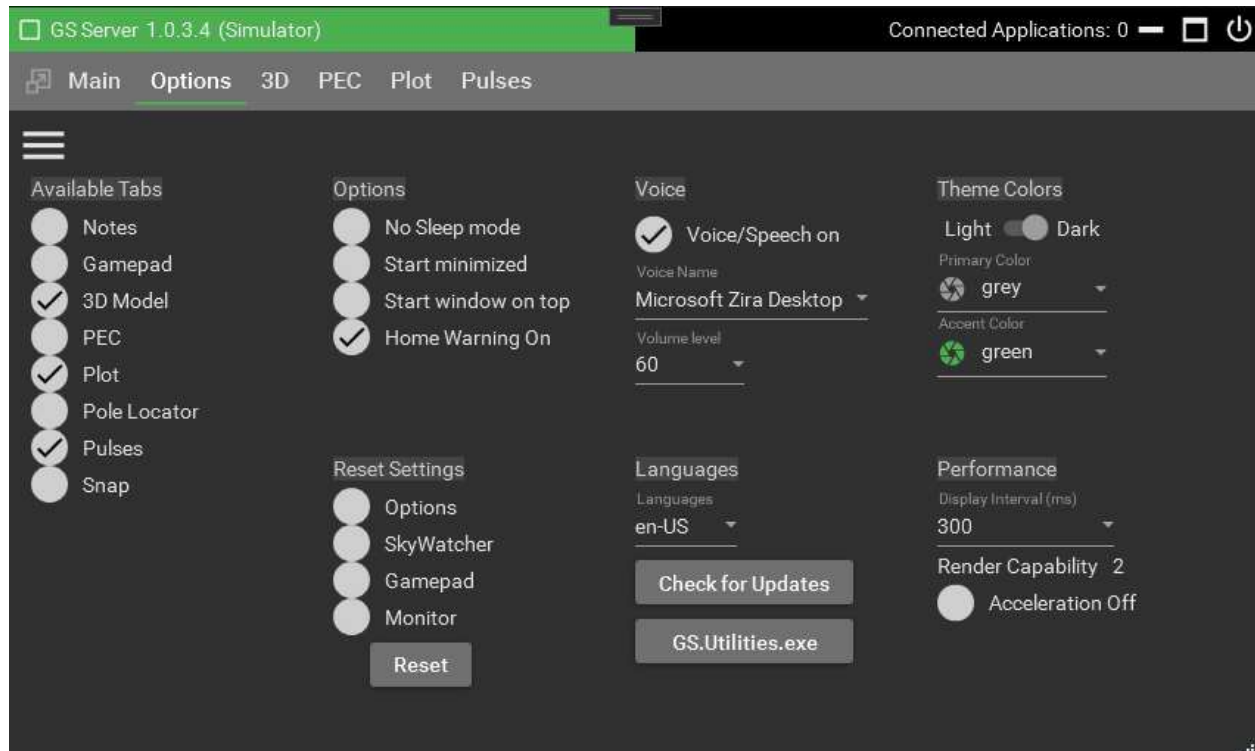 GS Server 1.0.3.4 (Simulator)
Connected Applications: 0
Main Options 3D PEC Plot Pulses
Available Tabs
Notes
Gamepad
3D Model
PEC
Plot
Pole Locator
Pulses
Snap
Options
No Sleep mode
Start minimized
Start window on top
Home Warning On
Reset Settings
Options
SkyWatcher
Gamepad
Monitor
Reset
Voice
Voice/Speech on
Voice Name
Microsoft Zira Desktop
Volume level
60
Languages
Languages
en-US
Check for Updates
GS.Utilities.exe
Theme Colors
Light Dark
Primary Color
grey
Accent Color
green
Performance
Display Interval (ms)
300
Render Capability 2
Acceleration Off